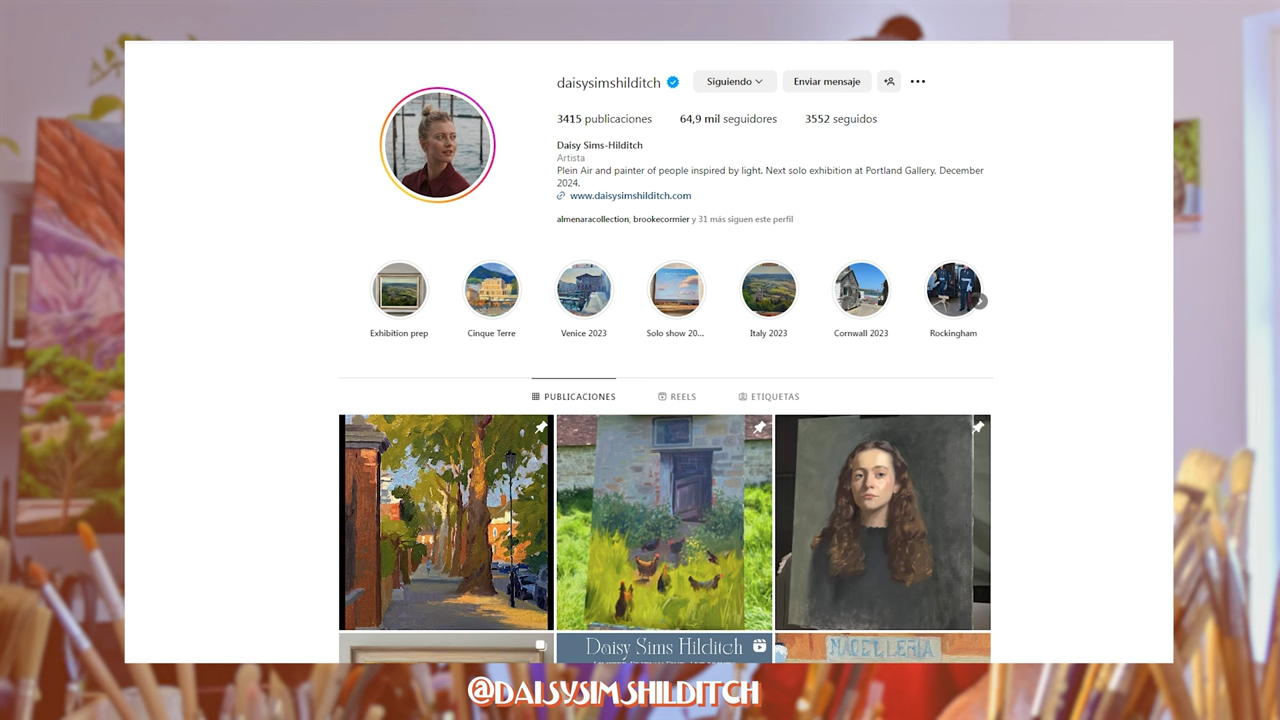 daisysimshilditch
Siguiendo
Enviar mensaje
3415 publicaciones
64,9 mil seguidores
3552 seguidos
Daisy Sims-Hilditch
Artista
Plein Air and painter of people inspired by light. Next solo exhibition at Portland Gallery. December
2024.
www.daisysimshilditch.com
almenaracollection, brookecormier y 31 más siguen este perfil
Exhibition prep
Cinque Terre
Venice 2023
Solo show 20...
Italy 2023
Cornwall 2023
Rockingham
PUBLICACIONES
REELS
ETIQUETAS
Daisy Sims Hilditch
MACELLERIA
@DAISYSIMSHILDITCH